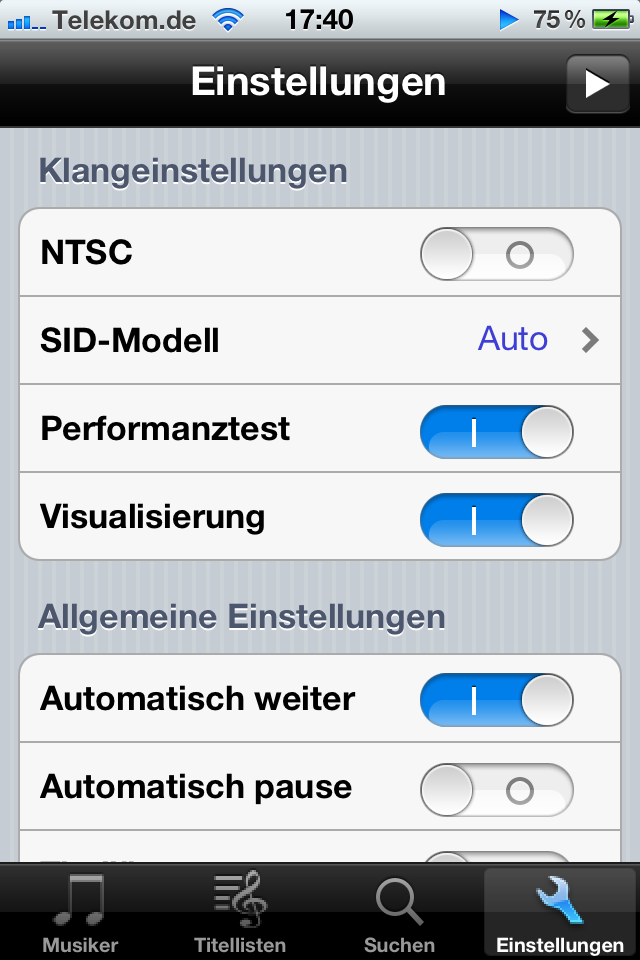 Telekom.de 17:40 75 %
Einstellungen
Klangeinstellungen
NTSC
SID-Modell Auto
Performanztest
Visualisierung
Allgemeine Einstellungen
Automatisch weiter
Automatisch pause
Musiker Titellisten Suchen Einstellungen